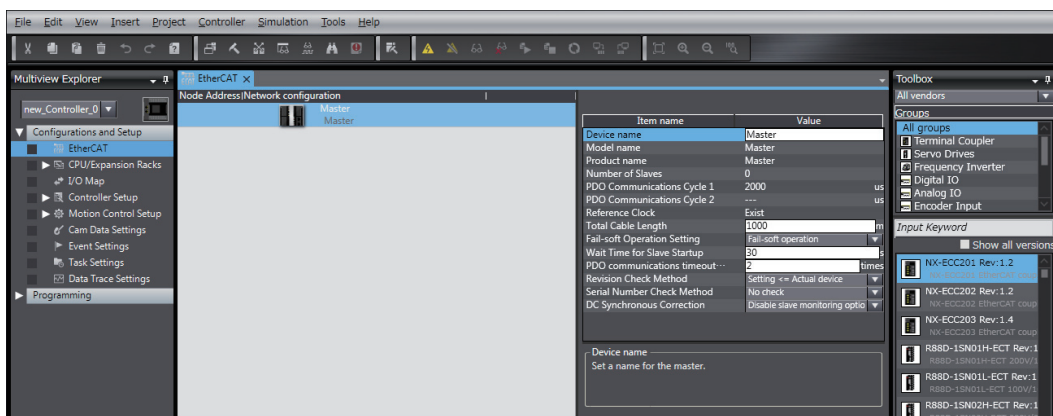 File Edit View Insert Project Controller Simulation Tools Help
Multiview Explorer
new_Controller_0
Configurations and Setup
EtherCAT
CPU/Expansion Racks
I/O Map
Controller Setup
Motion Control Setup
Cam Data Settings
Event Settings
Task Settings
Data Trace Settings
Programming
EtherCAT
Node Address|Network configuration
Master
Master
Item name Value
Device name Master
Model name Master
Product name Master
Number of Slaves 0
PDO Communications Cycle 1 2000 us
PDO Communications Cycle 2 --- us
Reference Clock Exist
Total Cable Length 1000 m
Fail-soft Operation Setting Fail-soft operation
Wait Time for Slave Startup 30 s
PDO communications timeout··· 2 times
Revision Check Method Setting <= Actual device
Serial Number Check Method No check
DC Synchronous Correction Disable slave monitoring optio
Device name
Set a name for the master.
Toolbox
All vendors
Groups
All groups
Terminal Coupler
Servo Drives
Frequency Inverter
Digital IO
Analog IO
Encoder Input
Input Keyword
Show all versions
NX-ECC201 Rev:1.2
NX-ECC201 EtherCAT coup
NX-ECC202 Rev:1.2
NX-ECC202 EtherCAT coup
NX-ECC203 Rev:1.4
NX-ECC203 EtherCAT coup
R88D-1SN01H-ECT Rev:1
R88D-1SN01H-ECT 200V/1
R88D-1SN01L-ECT Rev:1
R88D-1SN01L-ECT 100V/1
R88D-1SN02H-ECT Rev:1